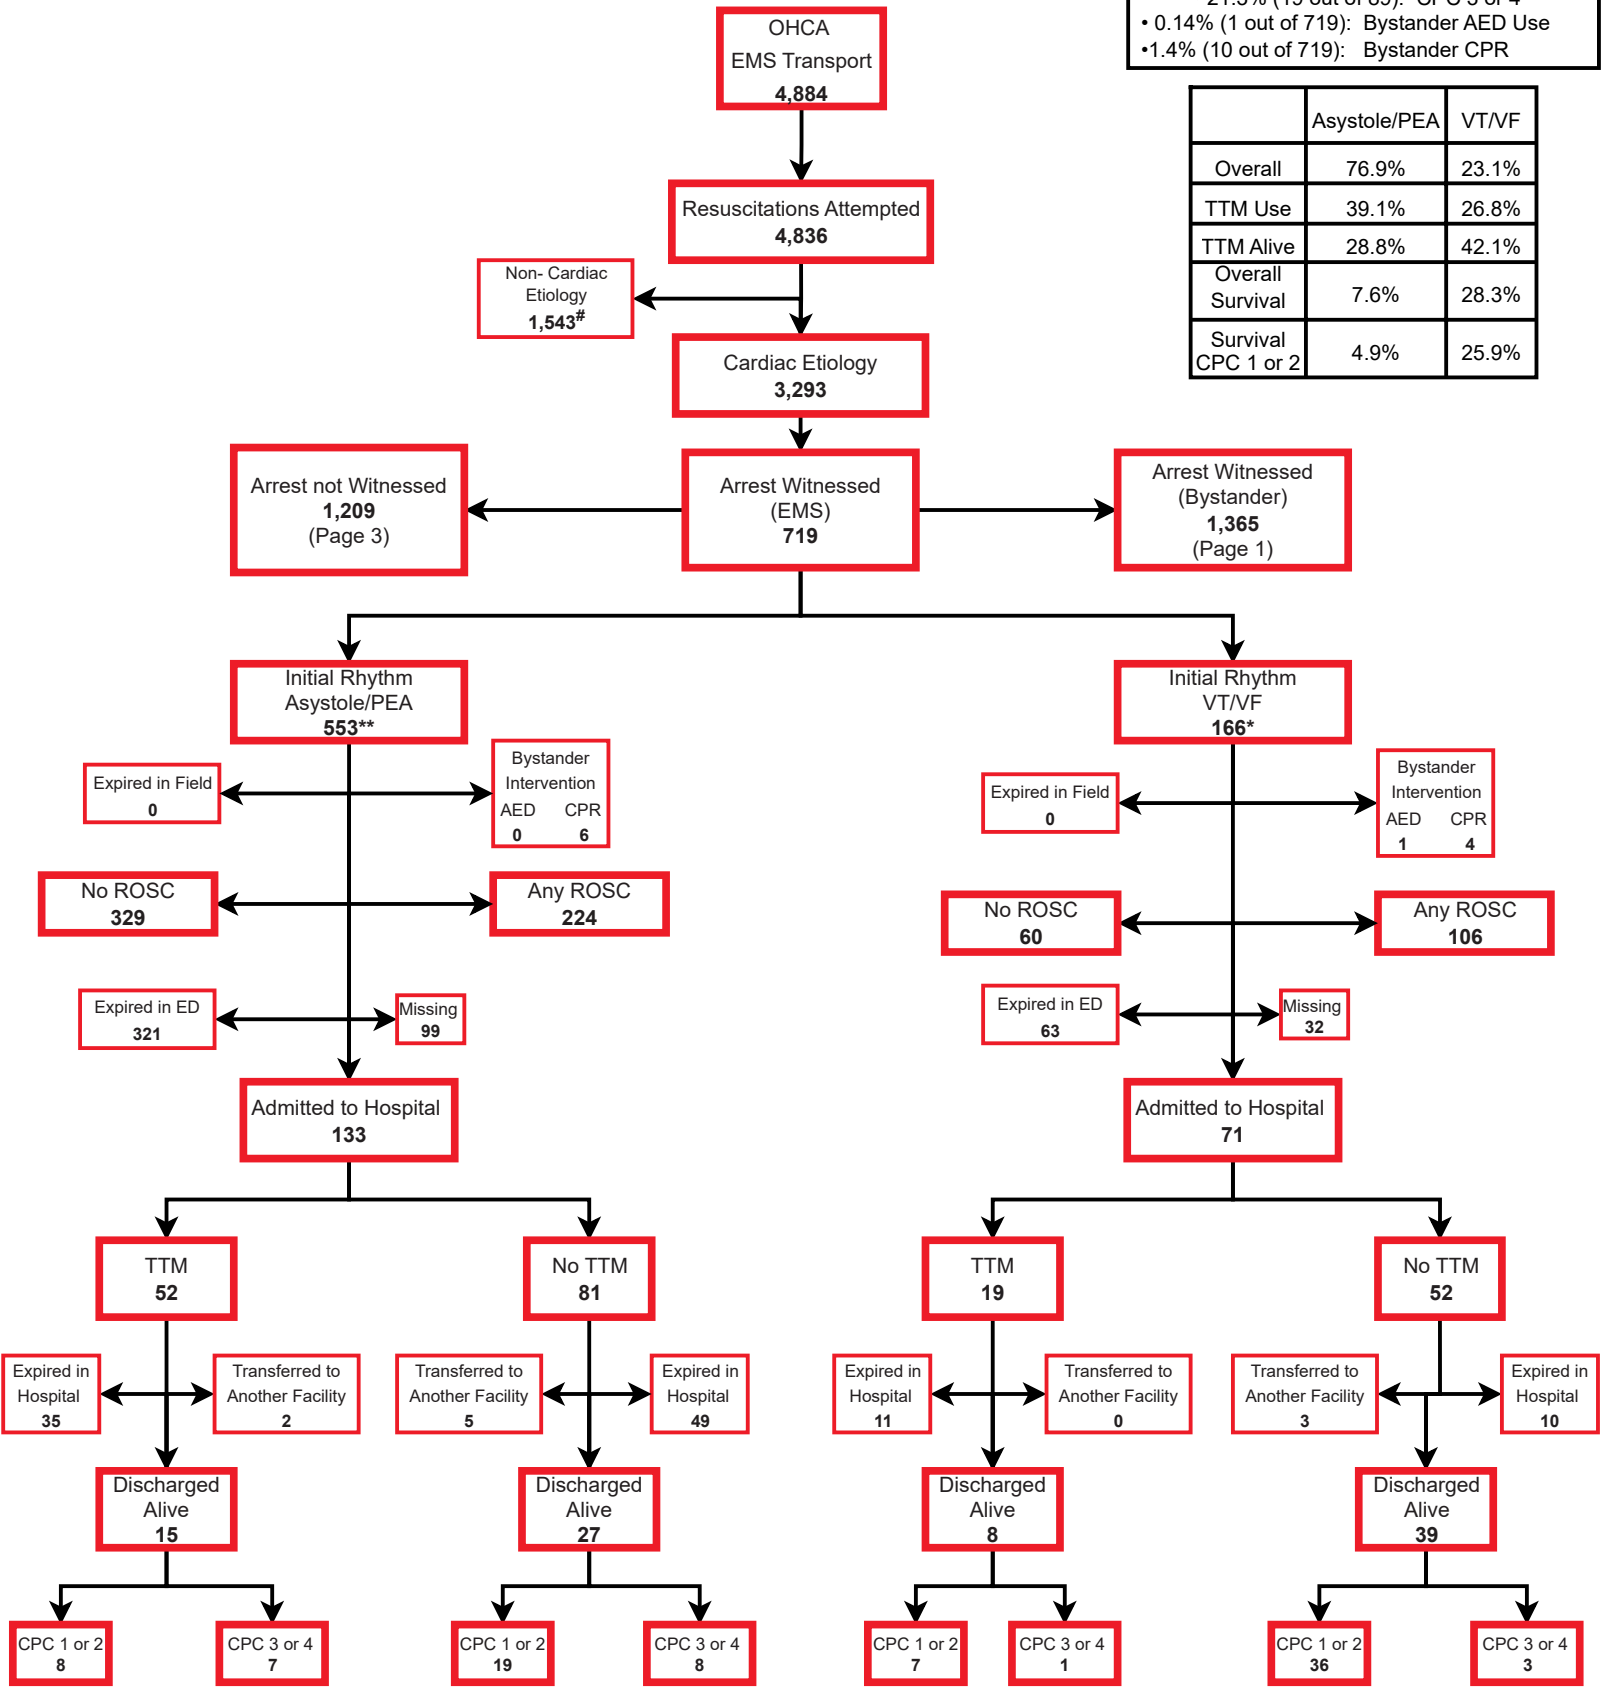 OHCA
EMS Transport
4,884
• 0.14% (1 out of 719): Bystander AED Use
•1.4% (10 out of 719): Bystander CPR
Asystole/PEA VT/VF
Overall 76.9% 23.1%
TTM Use 39.1% 26.8%
TTM Alive 28.8% 42.1%
Overall
Survival 7.6% 28.3%
Survival
CPC 1 or 2 4.9% 25.9%
Resuscitations Attempted
4,836
Non- Cardiac
Etiology
1,543#
Cardiac Etiology
3,293
Arrest not Witnessed
1,209
(Page 3)
Arrest Witnessed
(EMS)
719
Arrest Witnessed
(Bystander)
1,365
(Page 1)
Initial Rhythm
Asystole/PEA
553**
Expired in Field
0
Bystander
Intervention
AED CPR
0 6
No ROSC
329
Any ROSC
224
Expired in ED
321
Missing
99
Admitted to Hospital
133
TTM
52
No TTM
81
Expired in
Hospital
35
Transferred to
Another Facility
2
Transferred to
Another Facility
5
Expired in
Hospital
49
Discharged
Alive
15
Discharged
Alive
27
CPC 1 or 2
8
CPC 3 or 4
7
CPC 1 or 2
19
CPC 3 or 4
8
Initial Rhythm
VT/VF
166*
Expired in Field
0
Bystander
Intervention
AED CPR
1 4
No ROSC
60
Any ROSC
106
Expired in ED
63
Missing
32
Admitted to Hospital
71
TTM
19
No TTM
52
Expired in
Hospital
11
Transferred to
Another Facility
0
Transferred to
Another Facility
3
Expired in
Hospital
10
Discharged
Alive
8
Discharged
Alive
39
CPC 1 or 2
7
CPC 3 or 4
1
CPC 1 or 2
36
CPC 3 or 4
3